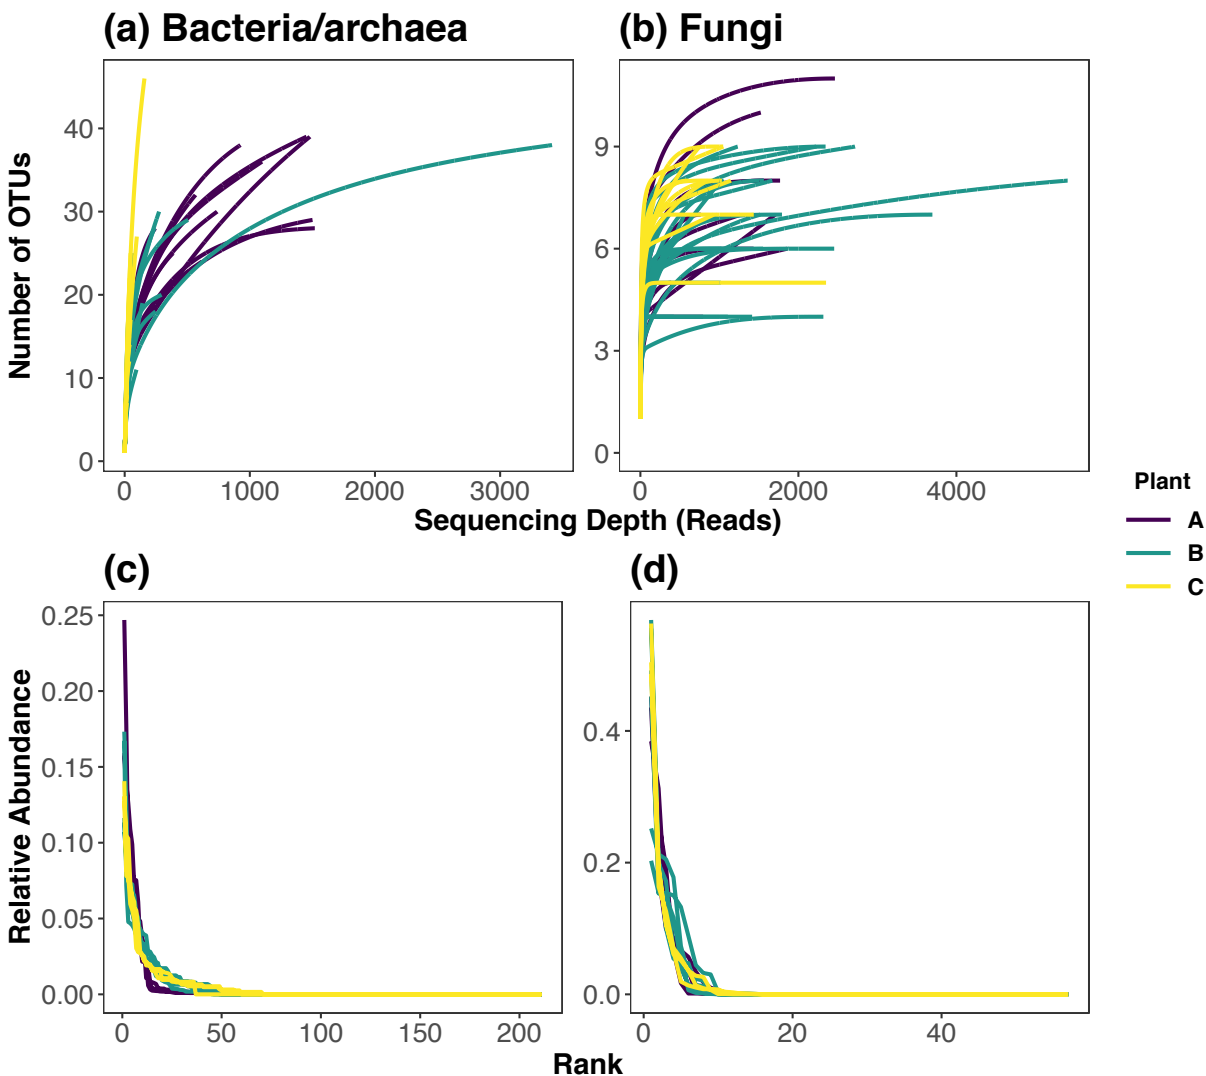 (a) Bacteria/archaea
(b) Fungi
Number of OTUs
40
30
20
10
0
0 1000 2000 3000
9
6
3
0
0 2000 4000
Sequencing Depth (Reads)
Plant
A
B
C
(c)
(d)
Relative Abundance
0.25
0.20
0.15
0.10
0.05
0.00
0 50 100 150 200
0.4
0.2
0.0
0 20 40
Rank